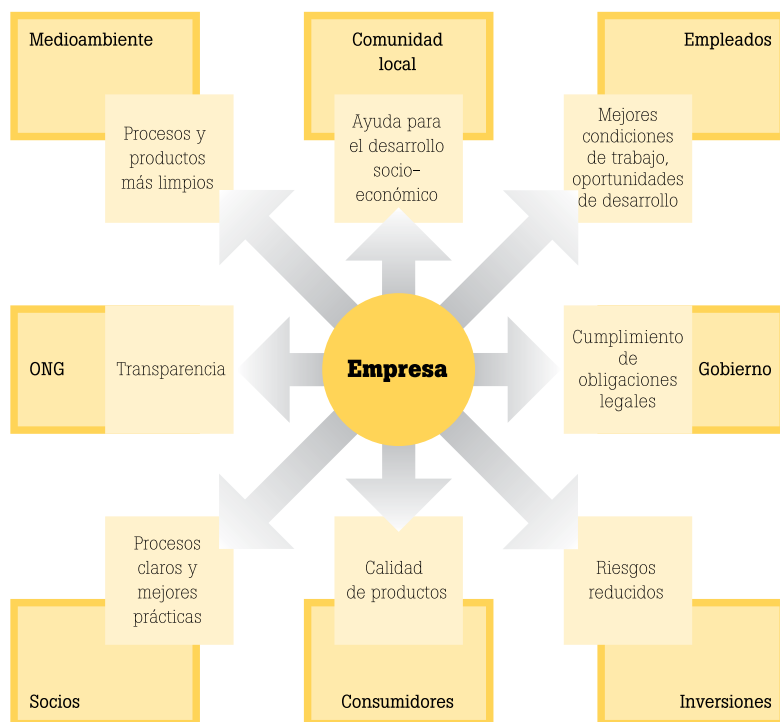 Medioambiente
Procesos y
productos
más limpios
Comunidad
local
Ayuda para
el desarrollo
socio-
económico
Empleados
Mejores
condiciones
de trabajo,
oportunidades
de desarrollo
ONG
Transparencia
Empresa
Cumplimiento
de
obligaciones
legales
Gobierno
Procesos
claros y
mejores
prácticas
Socios
Calidad
de productos
Consumidores
Riesgos
reducidos
Inversiones